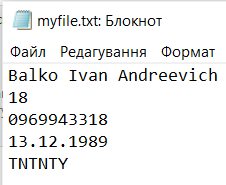 myfile.txt: Блокнот
Файл Редагування Формат
Balko Ivan Andreevich
18
0969943318
13.12.1989
TNTNTY